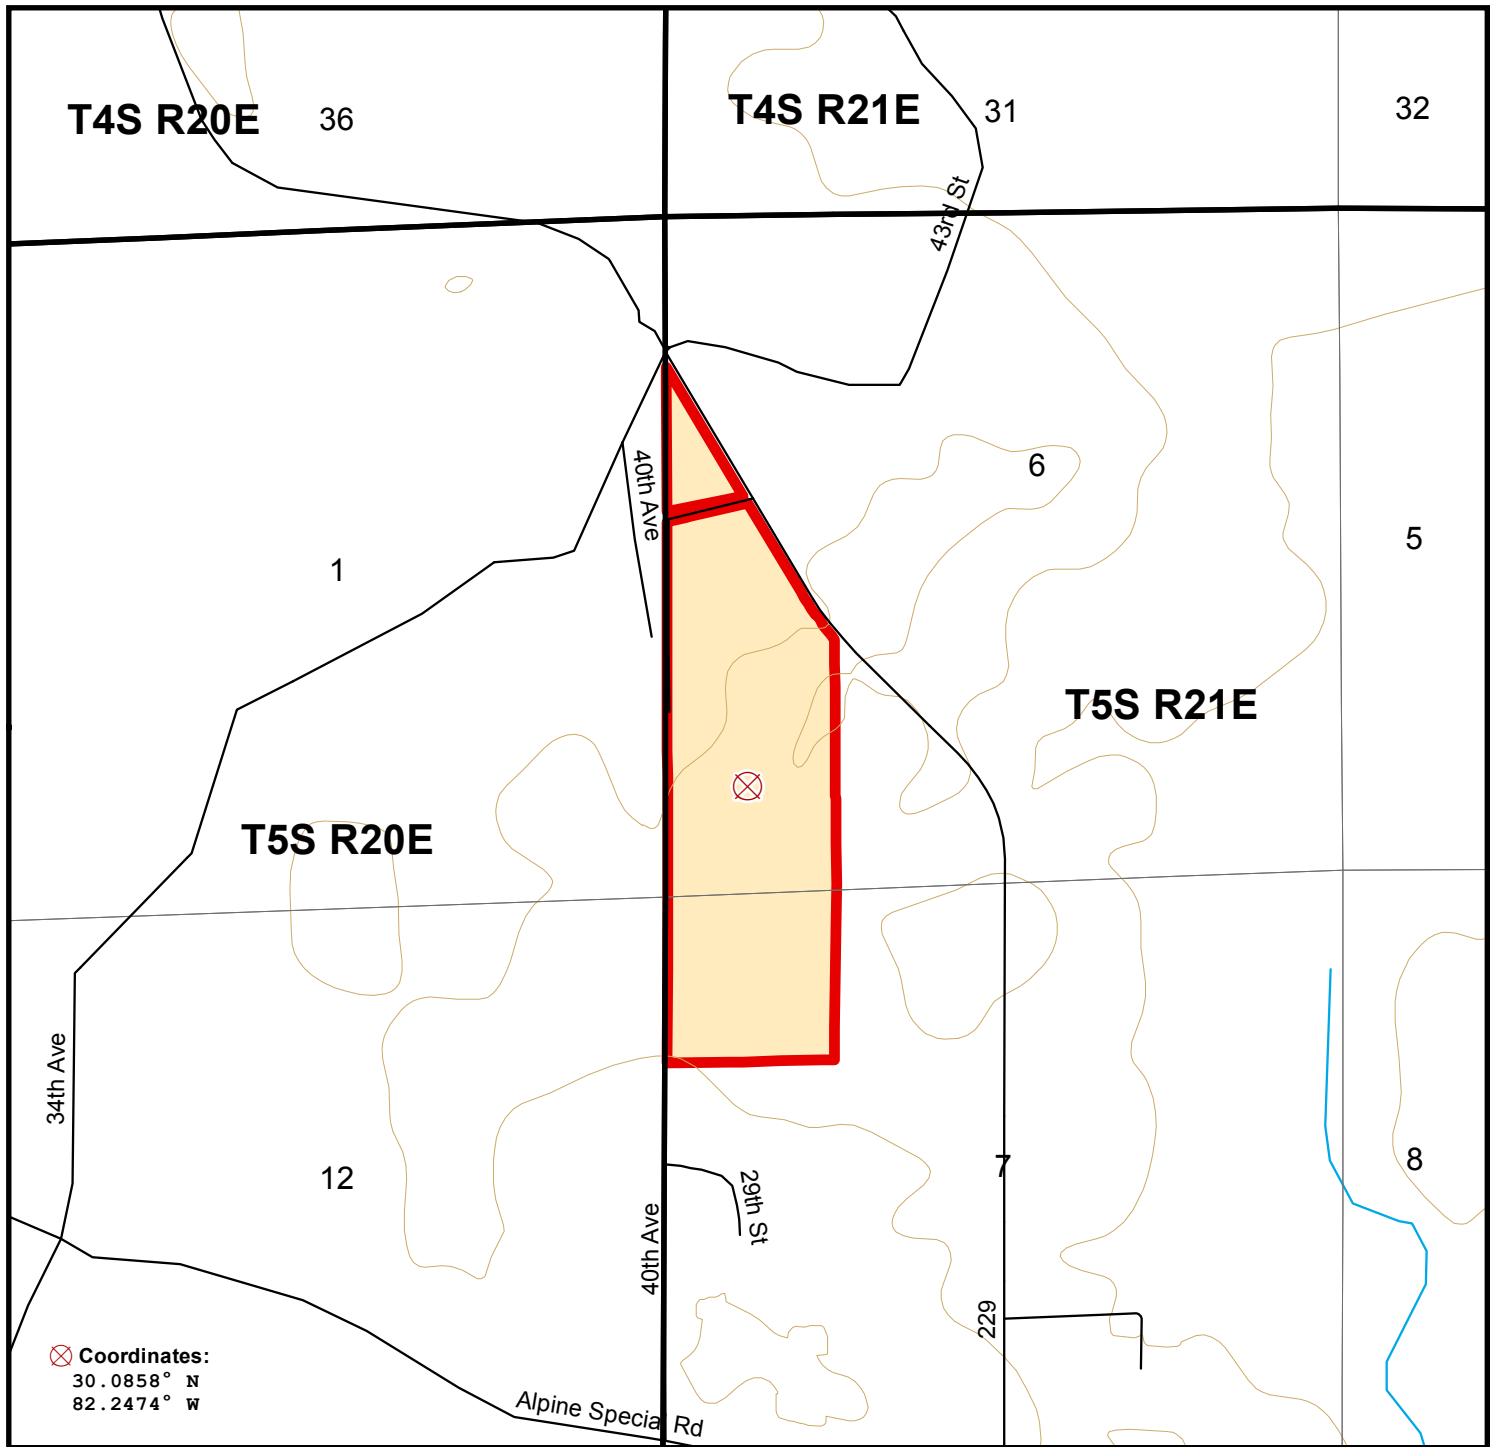 T4S R20E
36
T4S R21E
31
32
43rd St
40th Ave
6
5
1
T5S R21E
T5S R20E
34th Ave
12
7
8
29th St
40th Ave
229
Coordinates:
30.0858° N
82.2474° W
Alpine Special Rd